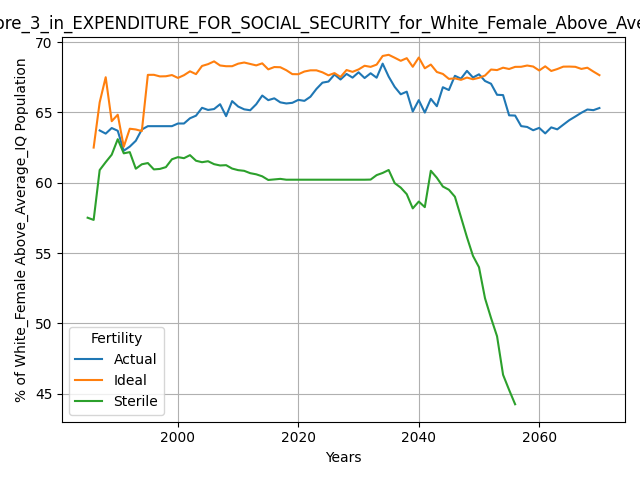 ore_3_in_EXPENDITURE_FOR_SOCIAL_SECURITY_for_White_Female_Above_Ave
% of White_Female Above_Average_IQ Population
70
65
60
55
50
45
Fertility
Actual
Ideal
Sterile
2000
2020
2040
2060
Years